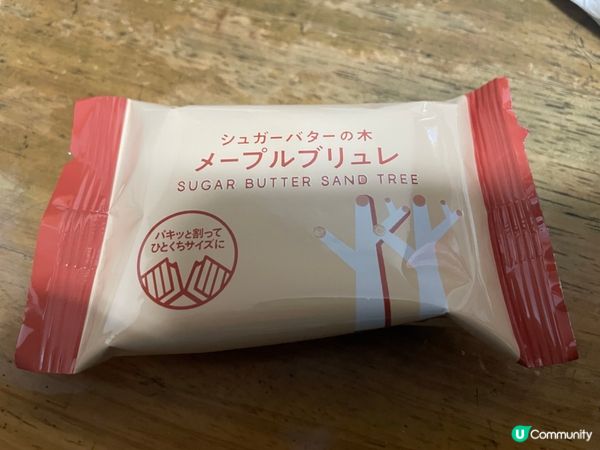 シュガーバターの木
メープルブリュレ
SUGAR BUTTER SAND TREE
パキッと割って
ひとくちサイズに
U Community